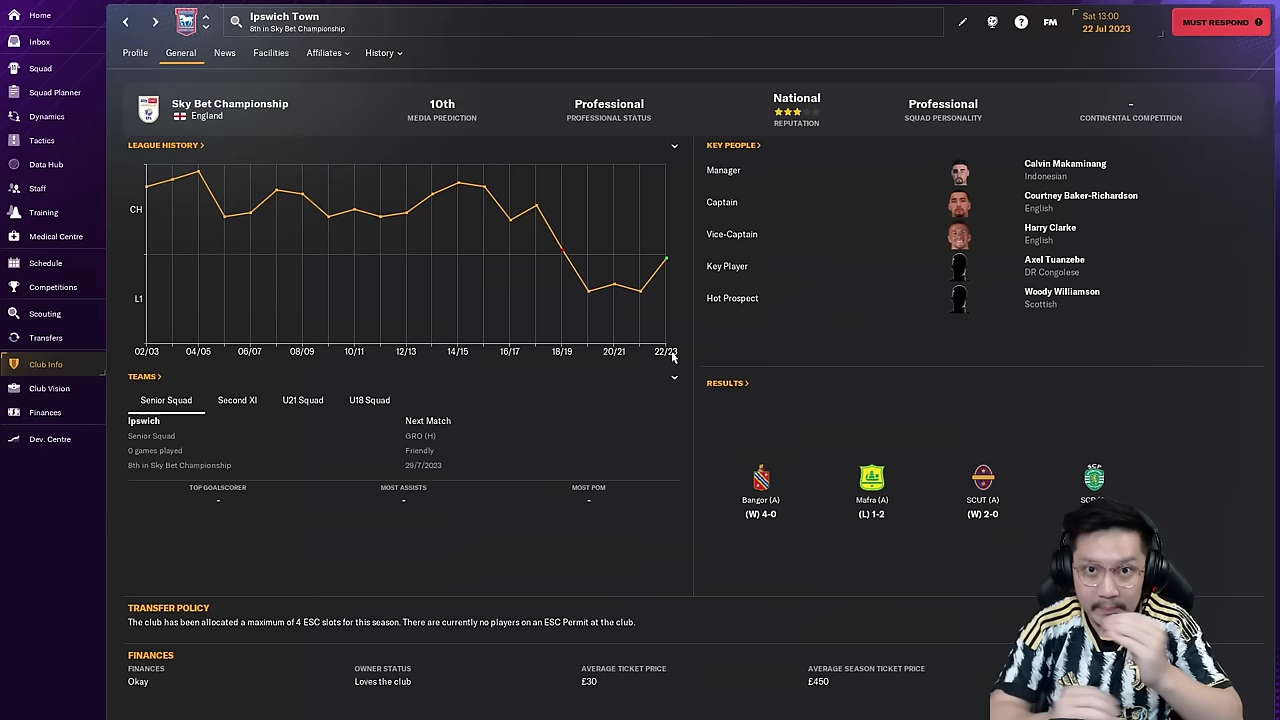 Home
Inbox
Squad
Squad Planner
Dynamics
Tactics
Data Hub
Staff
Training
Medical Centre
Schedule
Competitions
Scouting
Transfers
Club Info
Club Vision
Finances
Dev. Centre
Ipswich Town
8th in Sky Bet Championship
FM
Sat 13:00
22 Jul 2023
MUST RESPOND
Profile General News Facilities Affiliates History
Sky Bet Championship
England
10th
MEDIA PREDICTION
Professional
PROFESSIONAL STATUS
National
REPUTATION
Professional
SQUAD PERSONALITY
-
CONTINENTAL COMPETITION
LEAGUE HISTORY >
CH
L1
02/03 04/05 06/07 08/09 10/11 12/13 14/15 16/17 18/19 20/21 22/23
KEY PEOPLE >
Manager
Calvin Makaminang
Indonesian
Captain
Courtney Baker-Richardson
English
Vice-Captain
Harry Clarke
English
Key Player
Axel Tuanzebe
DR Congolese
Hot Prospect
Woody Williamson
Scottish
TEAMS >
Senior Squad Second XI U21 Squad U18 Squad
Ipswich
Senior Squad
0 games played
8th in Sky Bet Championship
Next Match
GRO (H)
Friendly
29/7/2023
TOP GOALSCORER MOST ASSISTS MOST POM
- - -
RESULTS >
SCP
Bangor (A) Mafra (A) SCUT (A)
(W) 4-0 (L) 1-2 (W) 2-0
TRANSFER POLICY
The club has been allocated a maximum of 4 ESC slots for this season. There are currently no players on an ESC Permit at the club.
FINANCES
FINANCES OWNER STATUS AVERAGE TICKET PRICE AVERAGE SEASON TICKET PRICE
Okay Loves the club £30 £450